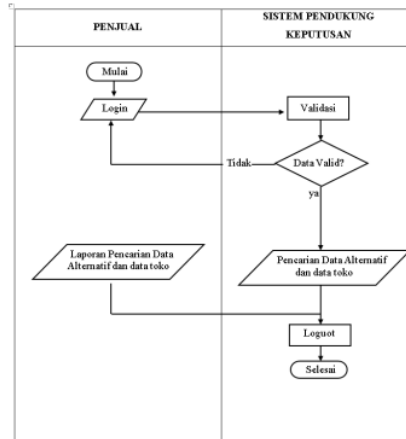 PENJUAL
SISTEM PENDUKUNG
KEPUTUSAN
Mulai
Login
Validasi
Tidak
Data Valid?
ya
Laporan Pencarian Data
Alternatif dan data toko
Pencarian Data Alternatif
dan data toko
Loguot
Selesai